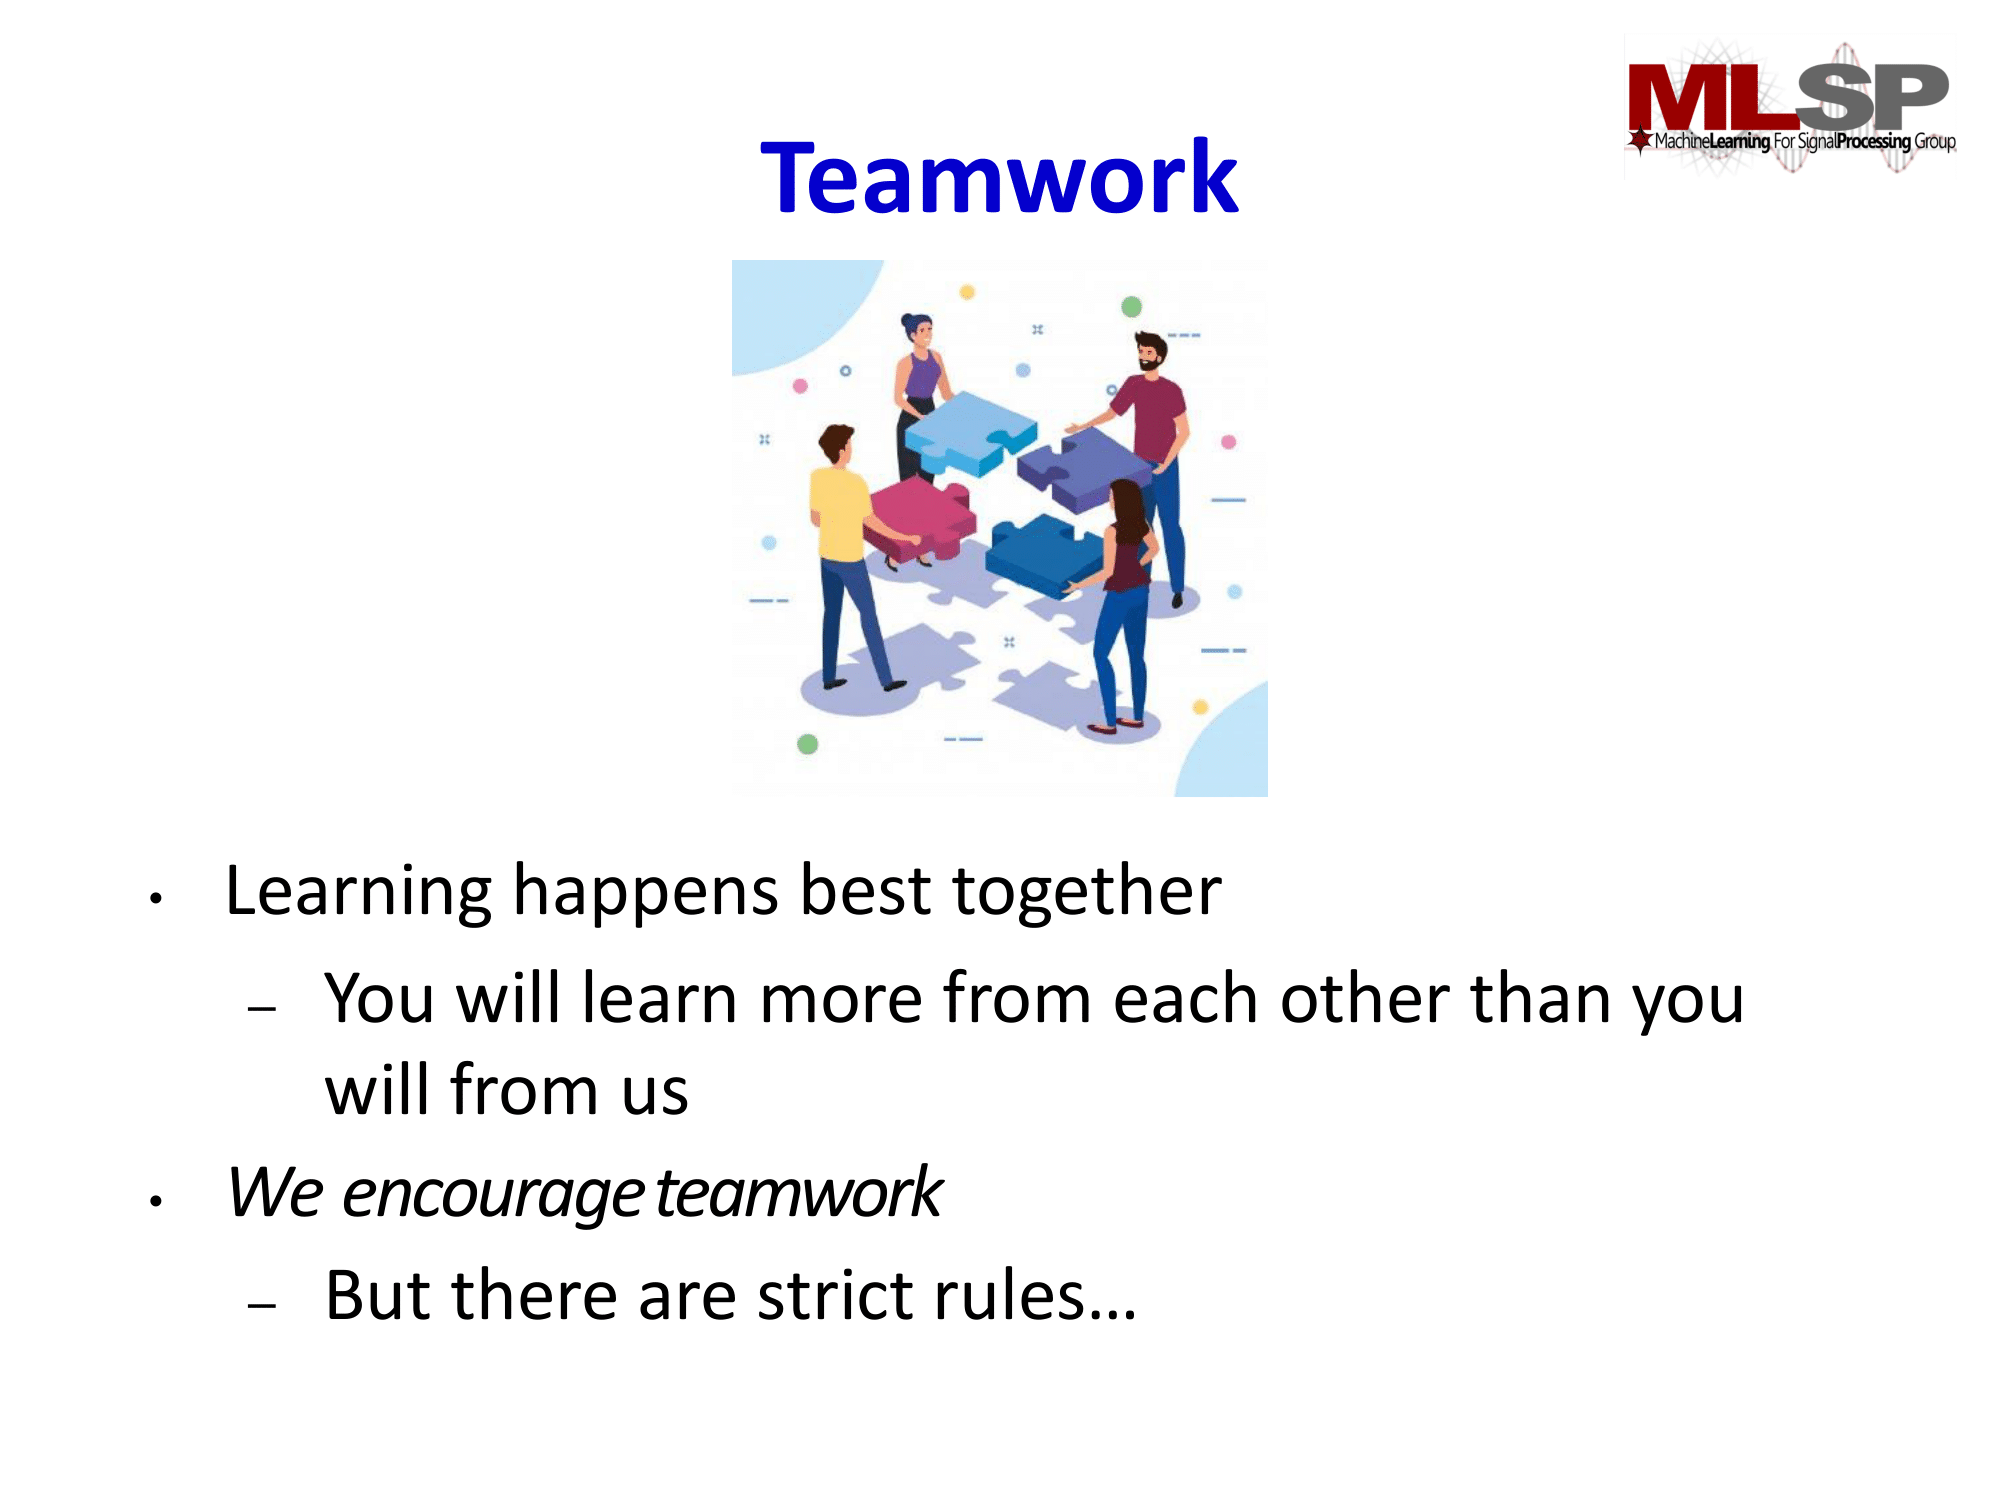 MLSP
MachineLearning For SignalProcessing Group
Teamwork
• Learning happens best together
– You will learn more from each other than you
will from us
• We encourage teamwork
– But there are strict rules…